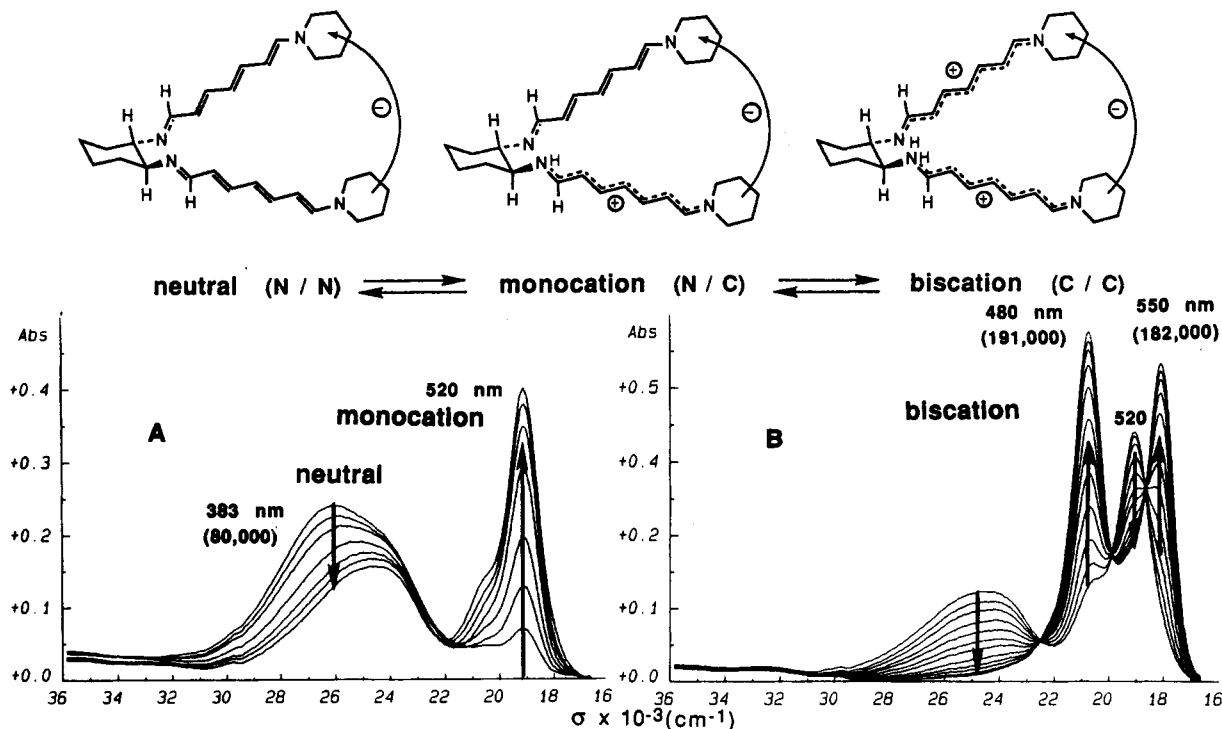 N
N
N
H
H
H
⊕
N
N
N
⊖
N
⊖
NH
⊖
NH
N
N
N
H
H
H
H
H
H
⊕
⊕
neutral (N / N)
monocation (N / C)
biscation (C / C)
Abs
+0.4
+0.3
+0.2
+0.1
+0.0
A
520 nm
monocation
neutral
383 nm
(80,000)
36
34
32
30
28
26
24
22
20
18
16
Abs
+0.5
+0.4
+0.2
+0.1
+0.0
480 nm
(191,000)
550 nm
(182,000)
biscation
B
520
36
34
32
30
28
26
24
22
20
18
16
σ x 10⁻³(cm⁻¹)